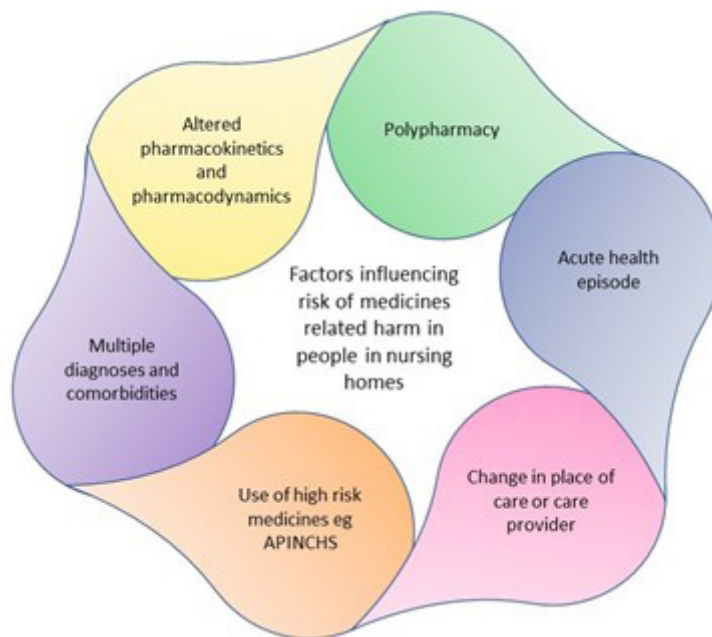 Altered
pharmacokinetics
and
pharmacodynamics
Polypharmacy
Acute health
episode
Change in place of
care or care
provider
Use of high risk
medicines eg
APINCHS
Multiple
diagnoses and
comorbidities
Factors influencing
risk of medicines
related harm in
people in nursing
homes